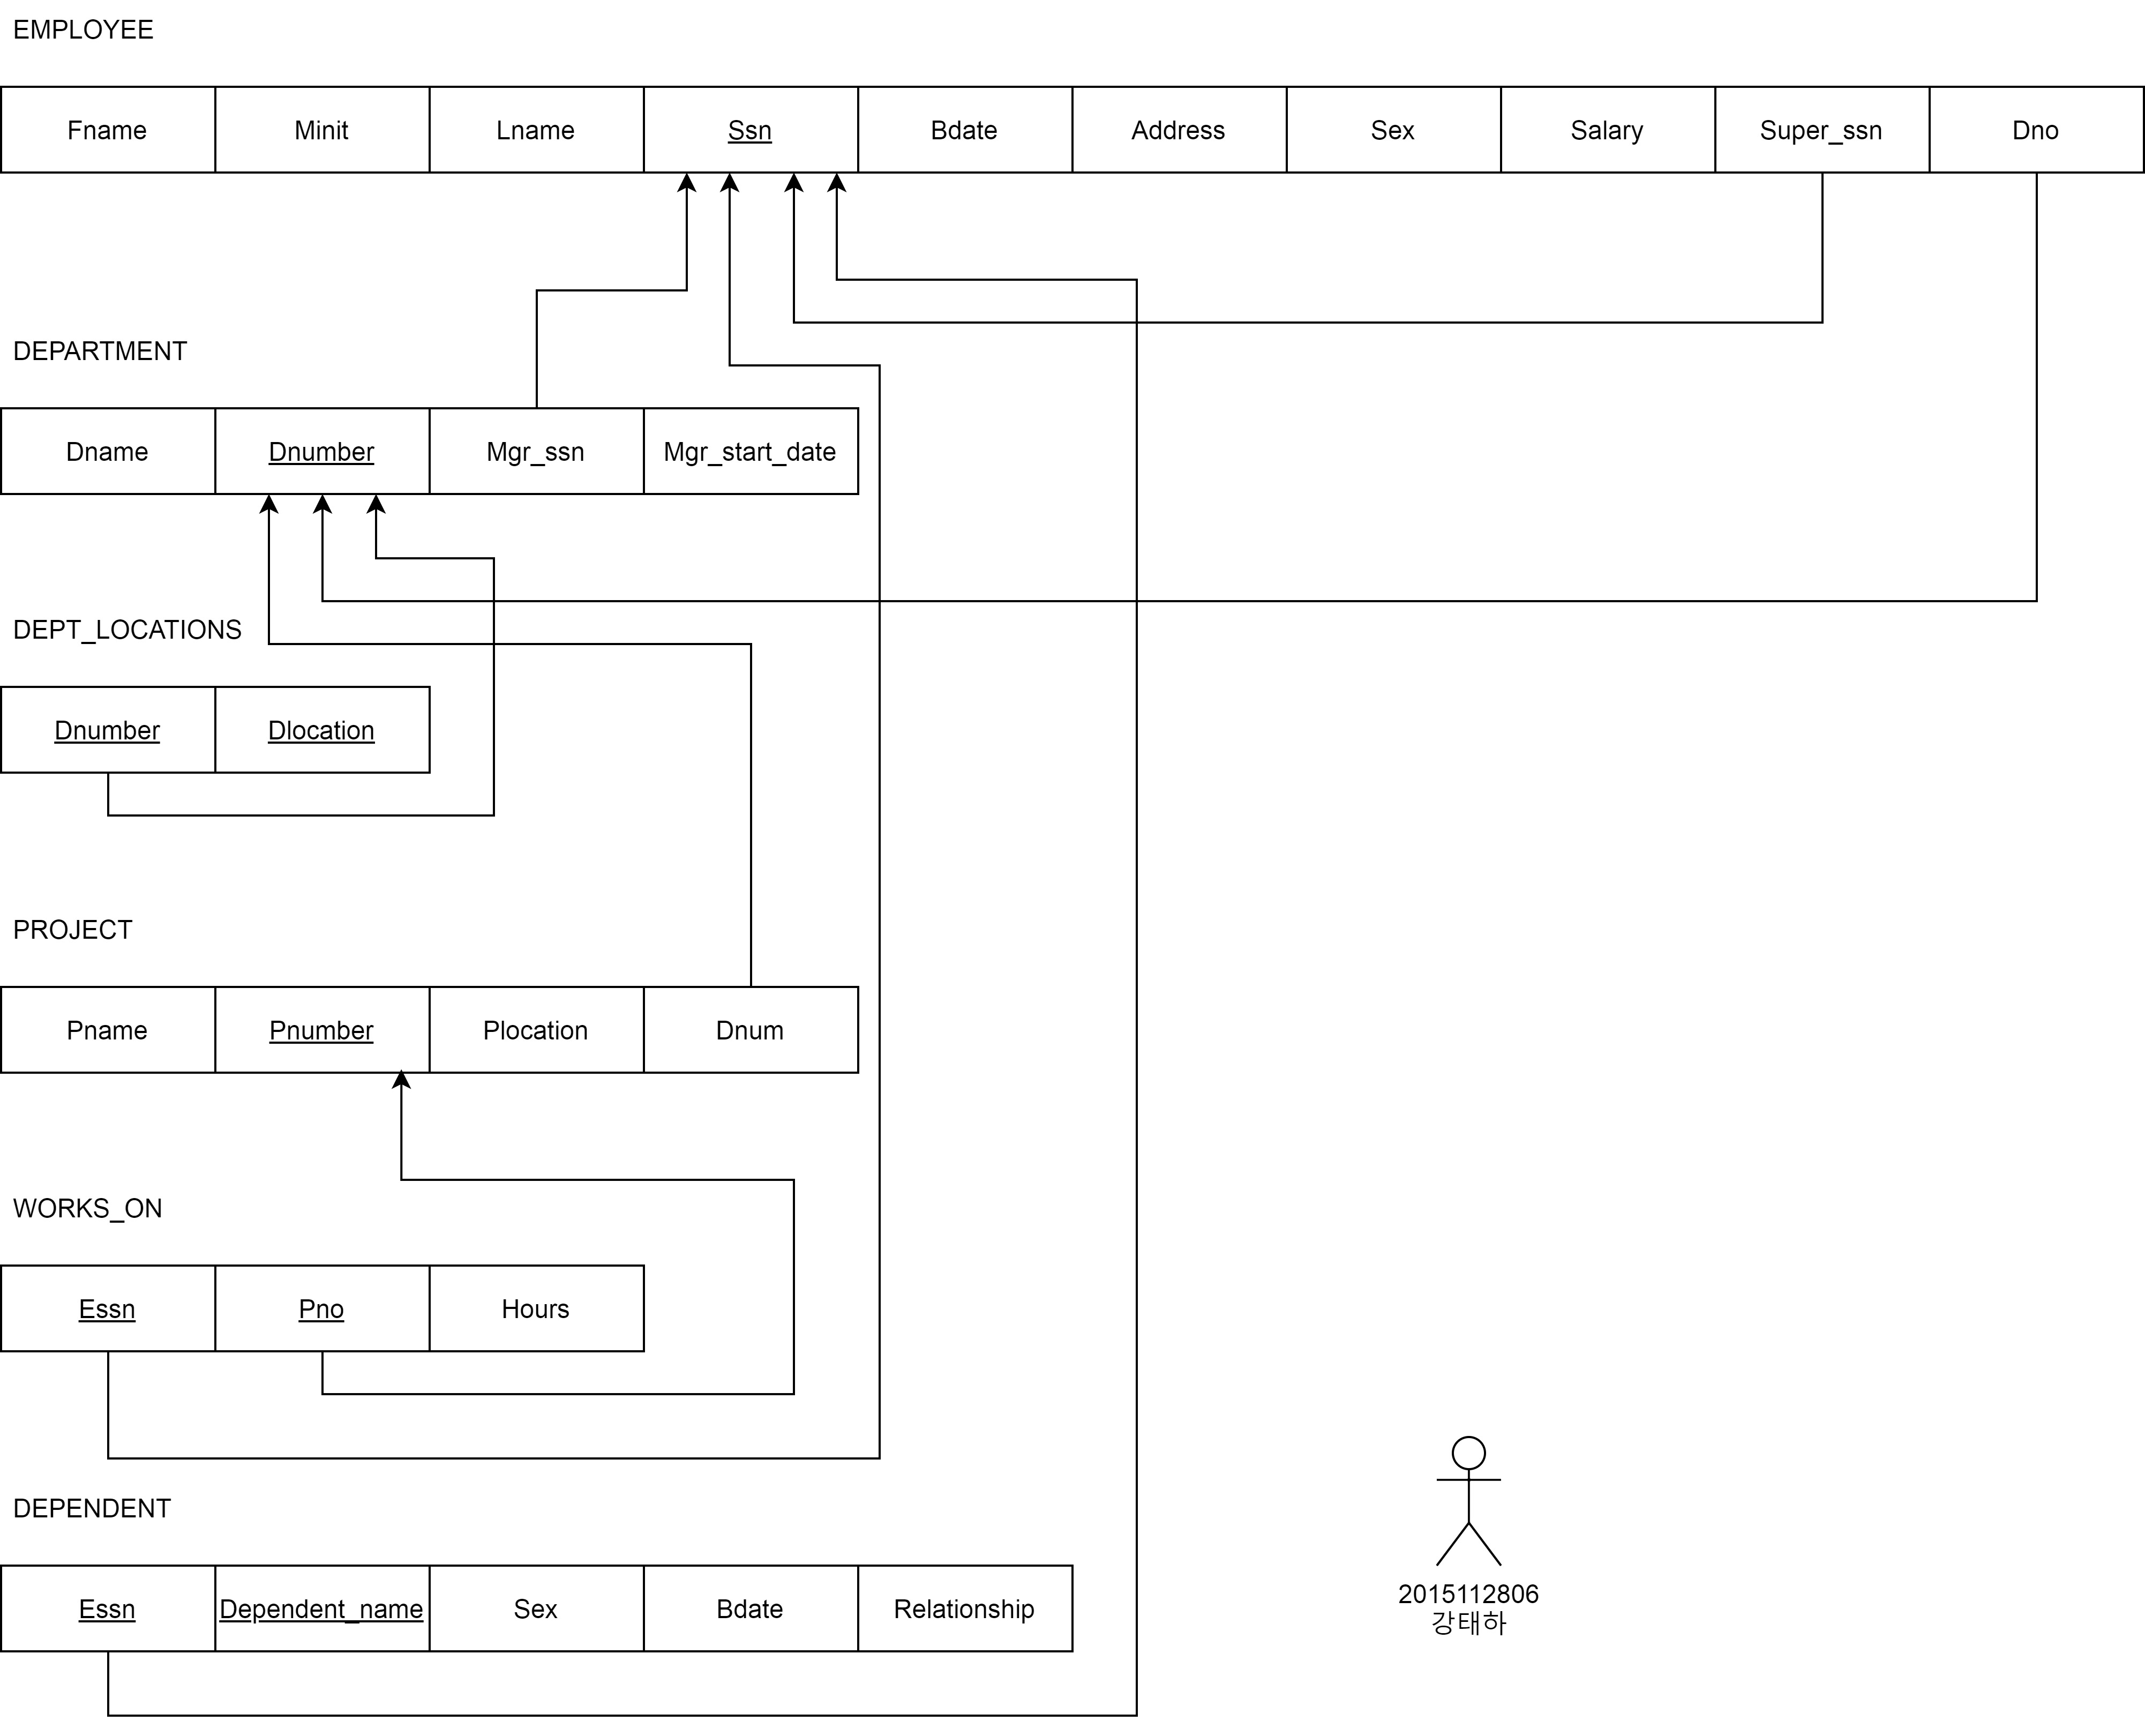 EMPLOYEE
Fname Minit Lname Ssn Bdate Address Sex Salary Super_ssn Dno
DEPARTMENT
Dname Dnumber Mgr_ssn Mgr_start_date
DEPT_LOCATIONS
Dnumber Dlocation
PROJECT
Pname Pnumber Plocation Dnum
WORKS_ON
Essn Pno Hours
DEPENDENT
Essn Dependent_name Sex Bdate Relationship
2015112806
강태하